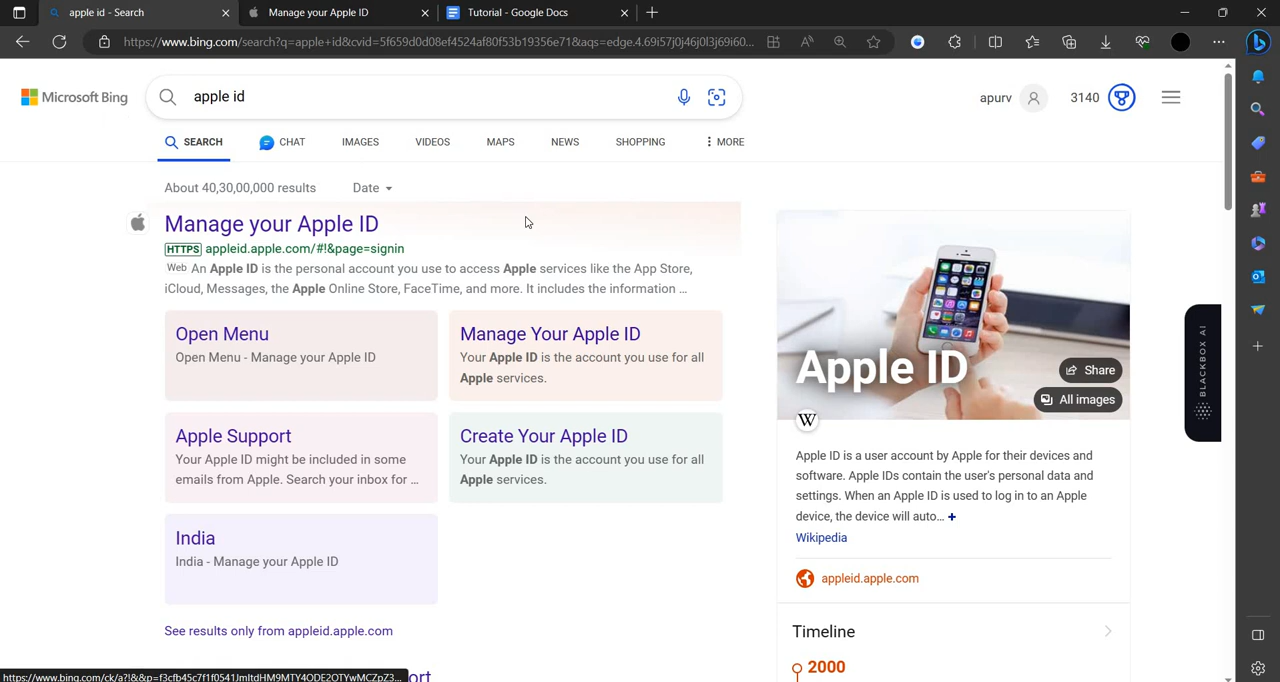 apple id - Search
Manage your Apple ID
Tutorial - Google Docs
https://www.bing.com/search?q=apple+id&cvid=5f659d0d08ef4524af80f53b19356e71&aqs=edge.4.69i57j0j46j0l3j69i60...
Microsoft Bing
apple id
apurv
3140
SEARCH
CHAT
IMAGES
VIDEOS
MAPS
NEWS
SHOPPING
MORE
About 40,30,00,000 results
Date
Manage your Apple ID
HTTPS appleid.apple.com/#!&page=signin
Web An Apple ID is the personal account you use to access Apple services like the App Store,
iCloud, Messages, the Apple Online Store, FaceTime, and more. It includes the information ...
Open Menu
Open Menu - Manage your Apple ID
Manage Your Apple ID
Your Apple ID is the account you use for all
Apple services.
Apple Support
Your Apple ID might be included in some
emails from Apple. Search your inbox for ...
Create Your Apple ID
Your Apple ID is the account you use for all
Apple services.
India
India - Manage your Apple ID
See results only from appleid.apple.com
Apple ID
Share
All images
W
Apple ID is a user account by Apple for their devices and
software. Apple IDs contain the user's personal data and
settings. When an Apple ID is used to log in to an Apple
device, the device will auto... +
Wikipedia
appleid.apple.com
Timeline
2000
BLACKBOX AI